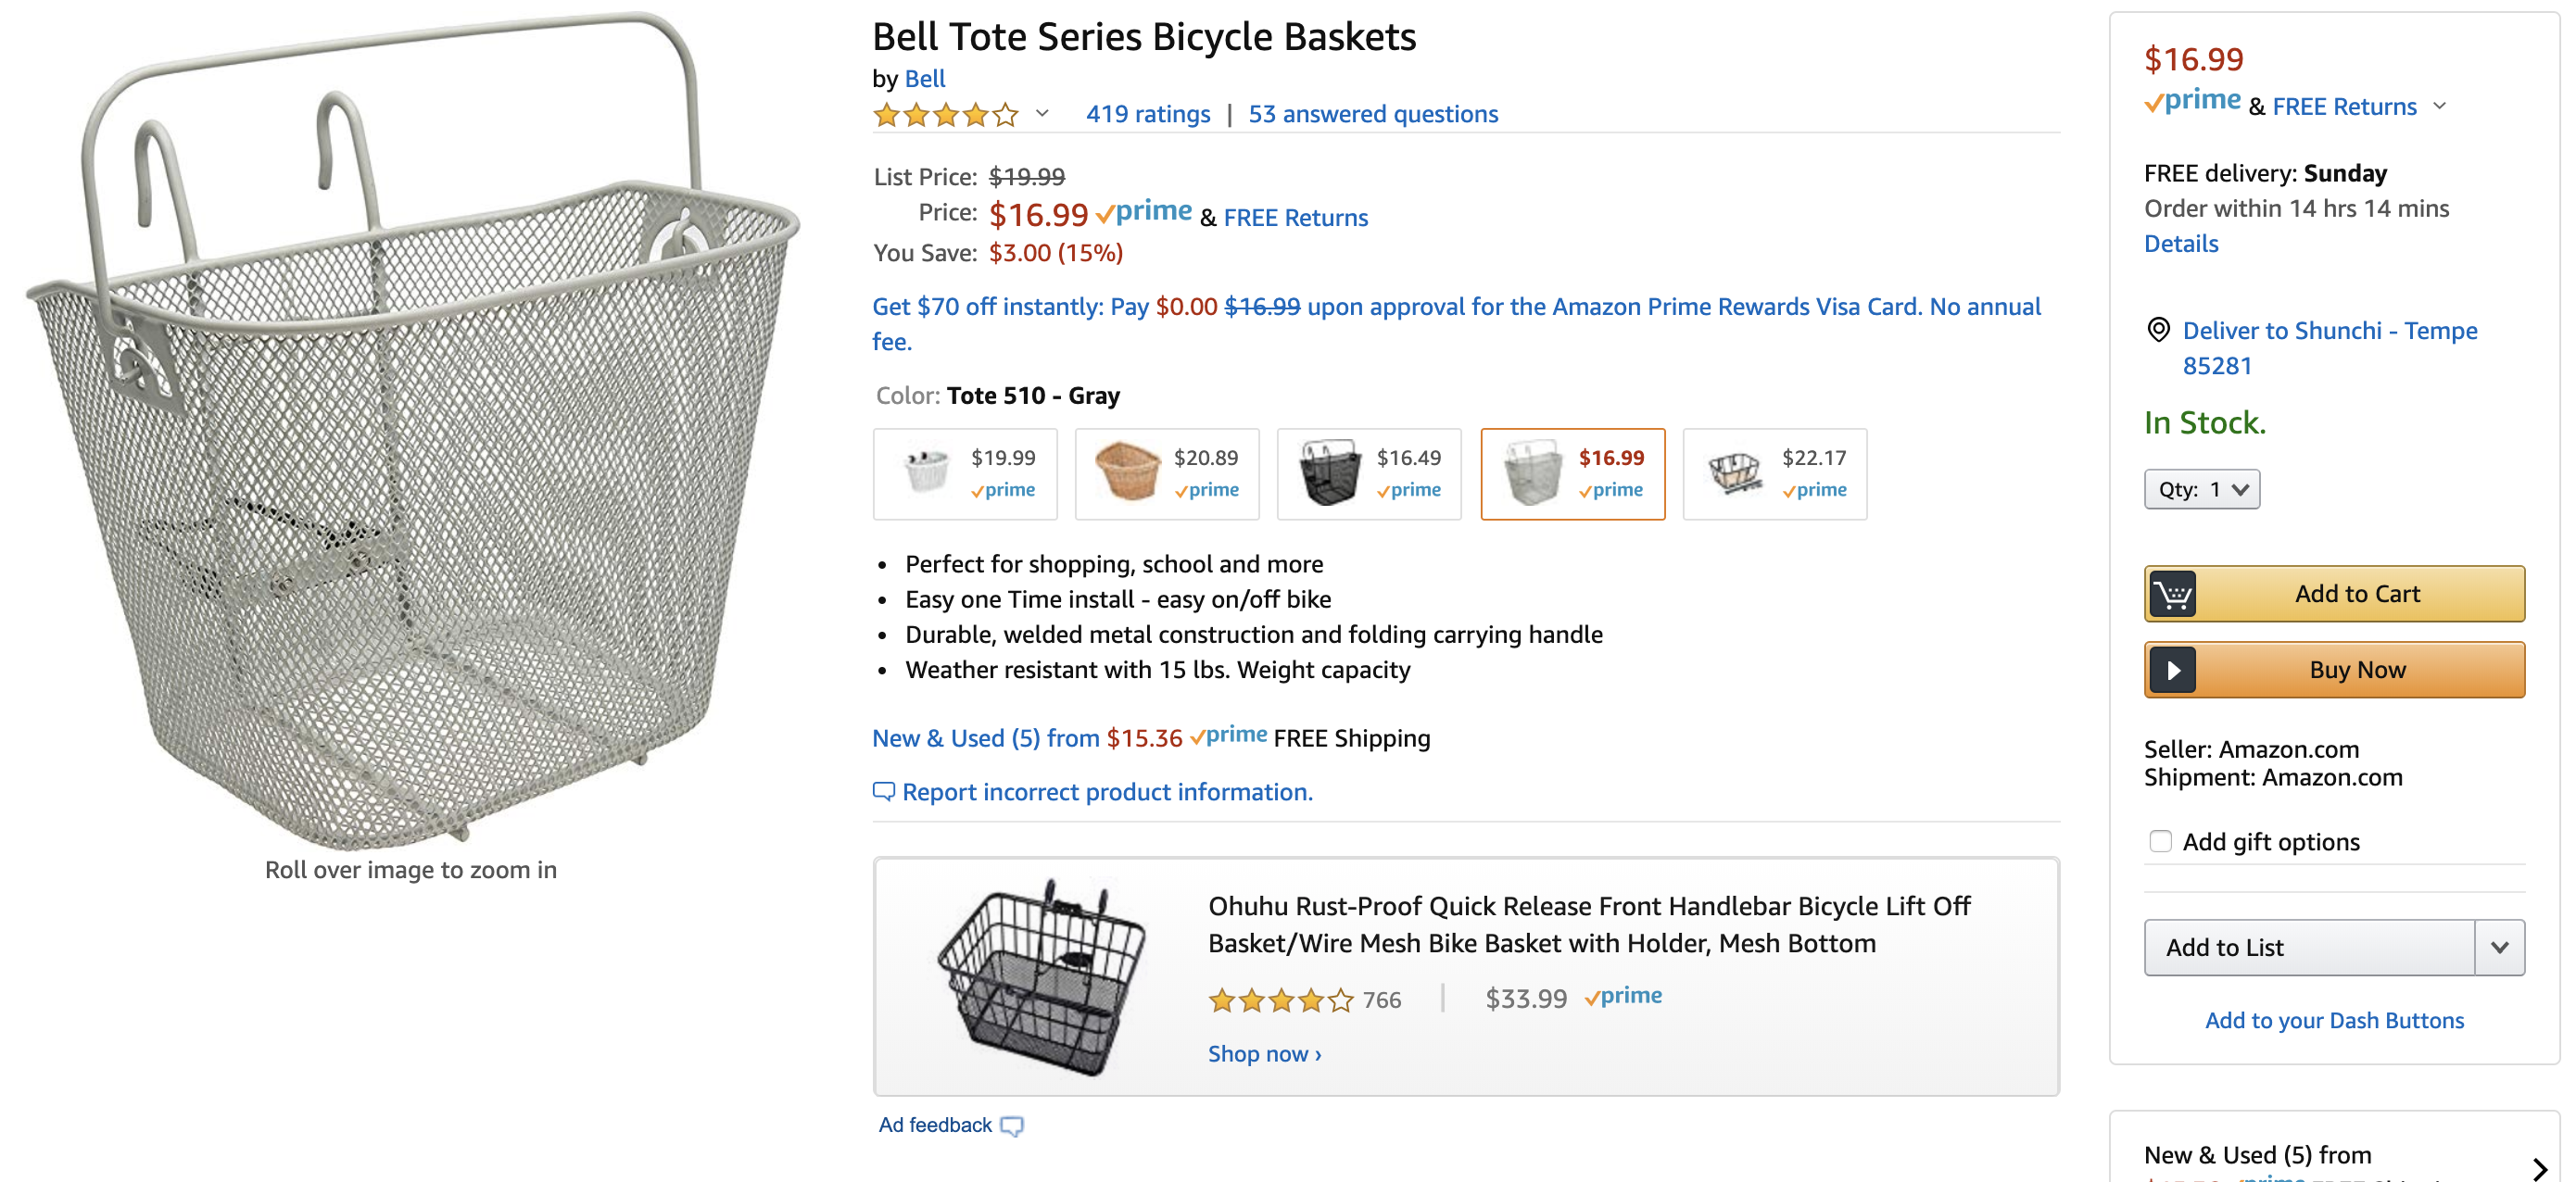 Bell Tote Series Bicycle Baskets
by Bell
419 ratings | 53 answered questions
List Price: $19.99
Price: $16.99 prime & FREE Returns
You Save: $3.00 (15%)
Get $70 off instantly: Pay $0.00 $16.99 upon approval for the Amazon Prime Rewards Visa Card. No annual
fee.
Color: Tote 510 - Gray
$19.99 $20.89 $16.49 $16.99 $22.17
prime prime prime prime prime
• Perfect for shopping, school and more
• Easy one Time install - easy on/off bike
• Durable, welded metal construction and folding carrying handle
• Weather resistant with 15 lbs. Weight capacity
New & Used (5) from $15.36 prime FREE Shipping
Report incorrect product information.
Roll over image to zoom in
Ohuhu Rust-Proof Quick Release Front Handlebar Bicycle Lift Off
Basket/Wire Mesh Bike Basket with Holder, Mesh Bottom
766 | $33.99 prime
Shop now ›
Ad feedback
$16.99
prime & FREE Returns
FREE delivery: Sunday
Order within 14 hrs 14 mins
Details
Deliver to Shunchi - Tempe
85281
In Stock.
Qty: 1
Add to Cart
Buy Now
Seller: Amazon.com
Shipment: Amazon.com
Add gift options
Add to List
Add to your Dash Buttons
New & Used (5) from